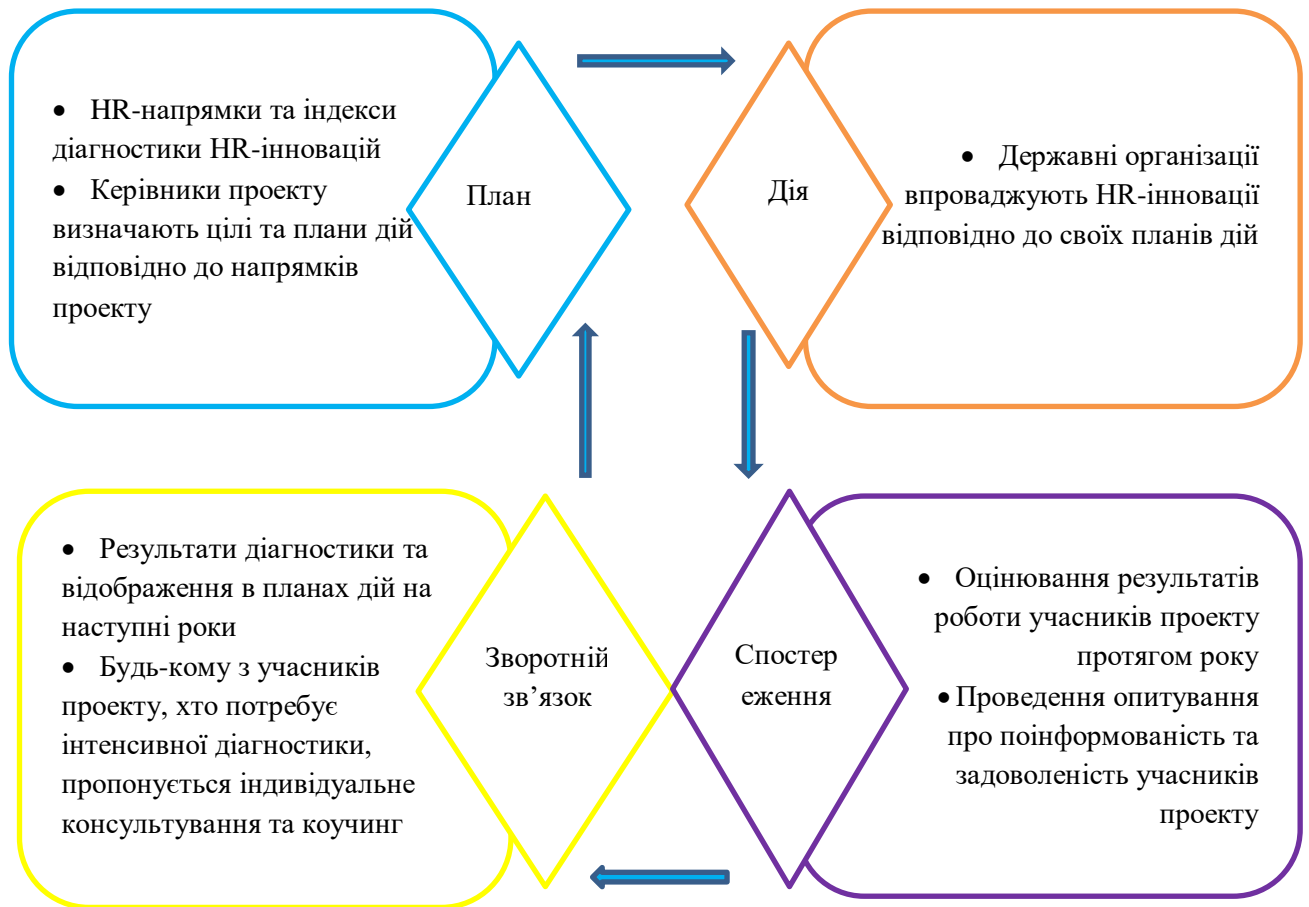 • HR-напрямки та індекси
діагностики HR-інновацій
• Керівники проекту
визначають цілі та плани дій
відповідно до напрямків
проекту
План
Дія
• Державні організації
впроваджують HR-інновації
відповідно до своїх планів дій
• Результати діагностики та
відображення в планах дій на
наступні роки
• Будь-кому з учасників
проекту, хто потребує
інтенсивної діагностики,
пропонується індивідуальне
консультування та коучинг
Зворотній
зв’язок
Спостер
еження
• Оцінювання результатів
роботи учасників проекту
протягом року
• Проведення опитування
про поінформованість та
задоволеність учасників
проекту